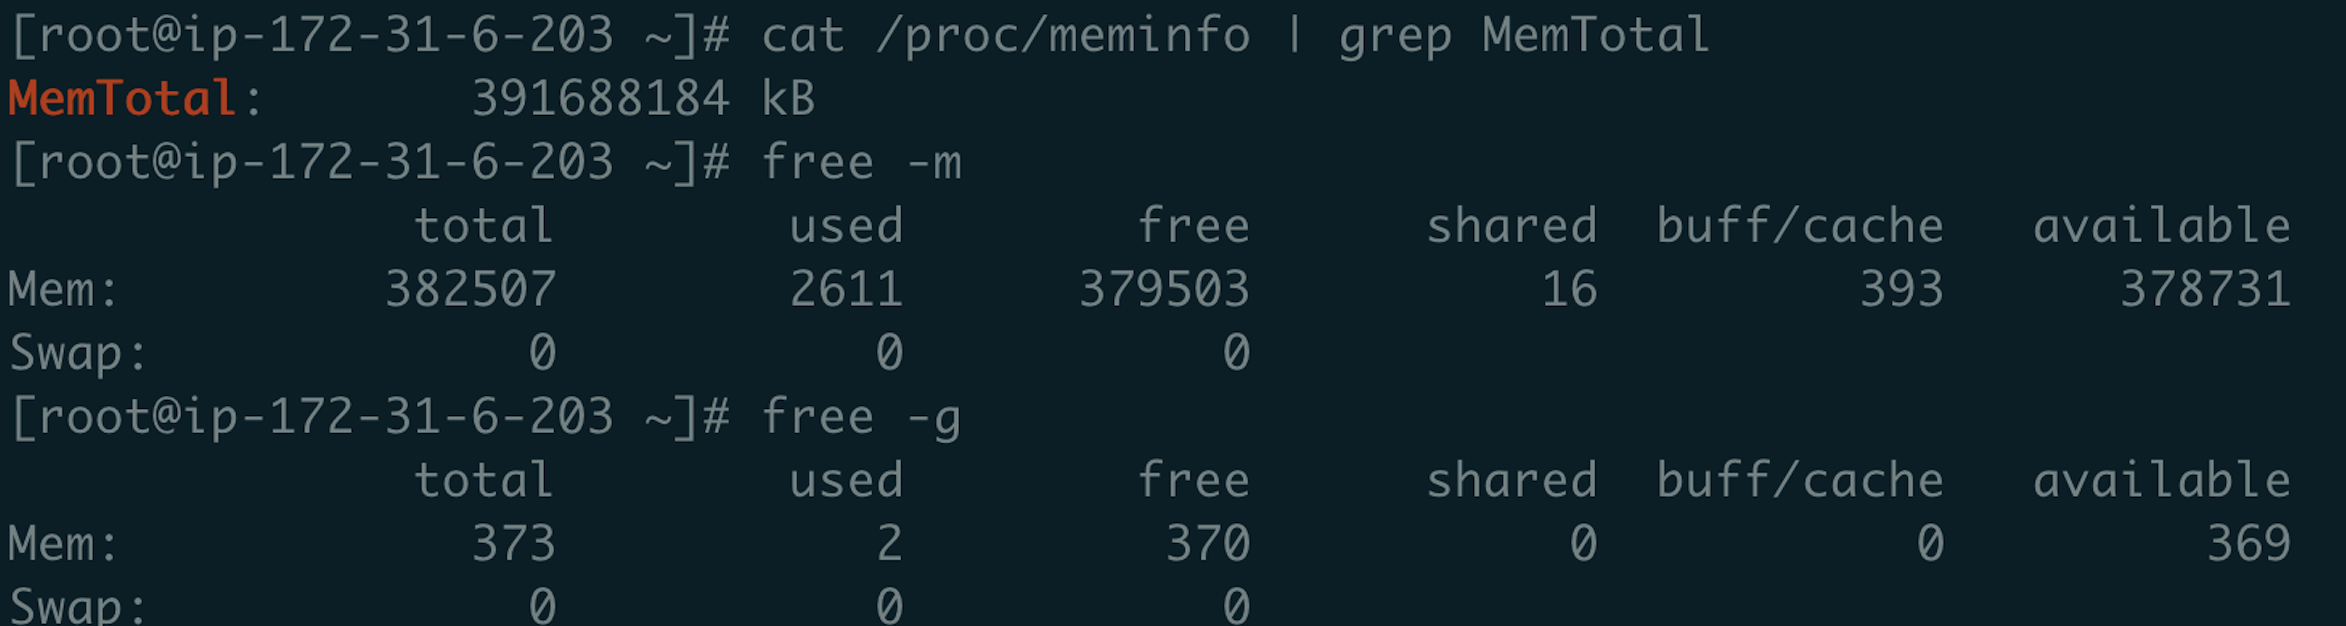 [root@ip-172-31-6-203 ~]# cat /proc/meminfo | grep MemTotal
MemTotal:       391688184 kB
[root@ip-172-31-6-203 ~]# free -m
              total        used        free      shared  buff/cache   available
Mem:         382507        2611      379503          16         393      378731
Swap:             0           0           0
[root@ip-172-31-6-203 ~]# free -g
              total        used        free      shared  buff/cache   available
Mem:            373           2         370           0           0         369
Swap:             0           0           0